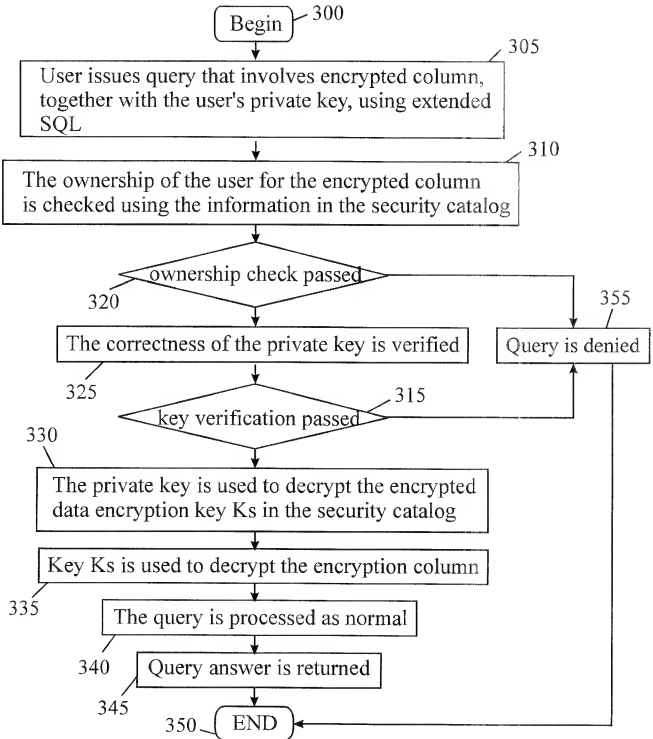 Begin
300
305
User issues query that involves encrypted column,
together with the user's private key, using extended
SQL
310
The ownership of the user for the encrypted column
is checked using the information in the security catalog
ownership check passed
320
355
The correctness of the private key is verified
Query is denied
325
315
key verification passed
330
The private key is used to decrypt the encrypted
data encryption key Ks in the security catalog
Key Ks is used to decrypt the encryption column
335
The query is processed as normal
340
Query answer is returned
345
350
END